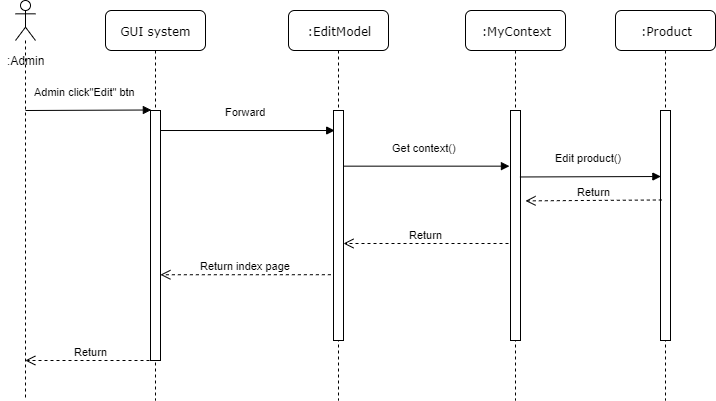 GUI system
:EditModel
:MyContext
:Product
:Admin
Admin click"Edit" btn
Forward
Get context()
Edit product()
Return
Return
Return index page
Return